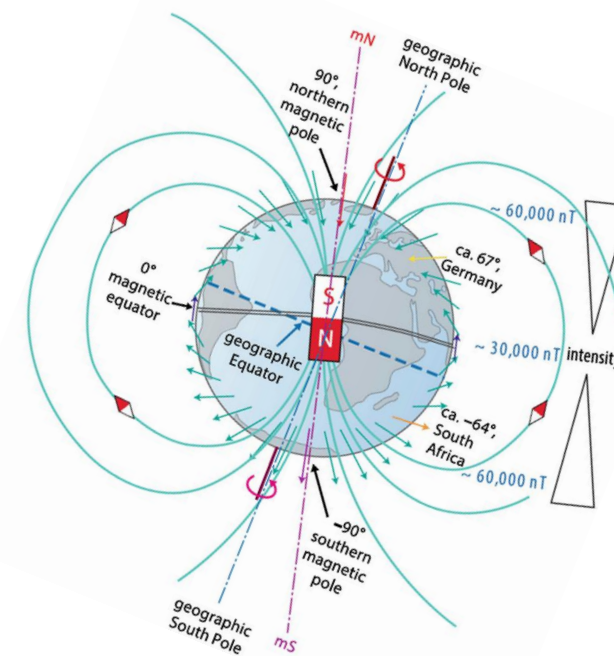 mN
geographic
North Pole
90°,
northern
magnetic
pole
~ 60,000 nT
ca. 67°,
Germany
0°
magnetic
equator
S
N
geographic
Equator
~ 30,000 nT
intensity
ca. –64°,
South
Africa
~ 60,000 nT
–90°
southern
magnetic
pole
geographic
South Pole
mS